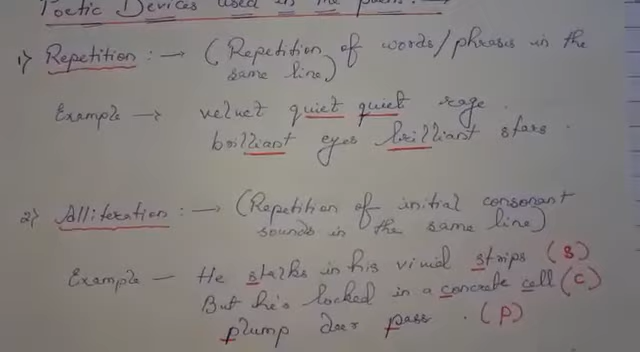 Poetic Devices used in the poem: →
1) Repetition : → (Repetition of words/phrases in the
same line)
Example → velvet quiet quiet rage.
brilliant eyes brilliant stars.
2) Alliteration : → (Repetition of initial consonant
sounds in the same line)
Example — He stalks in his vivid strips (S)
But he's locked in a concrete cell (C)
plump deer pass. (P)